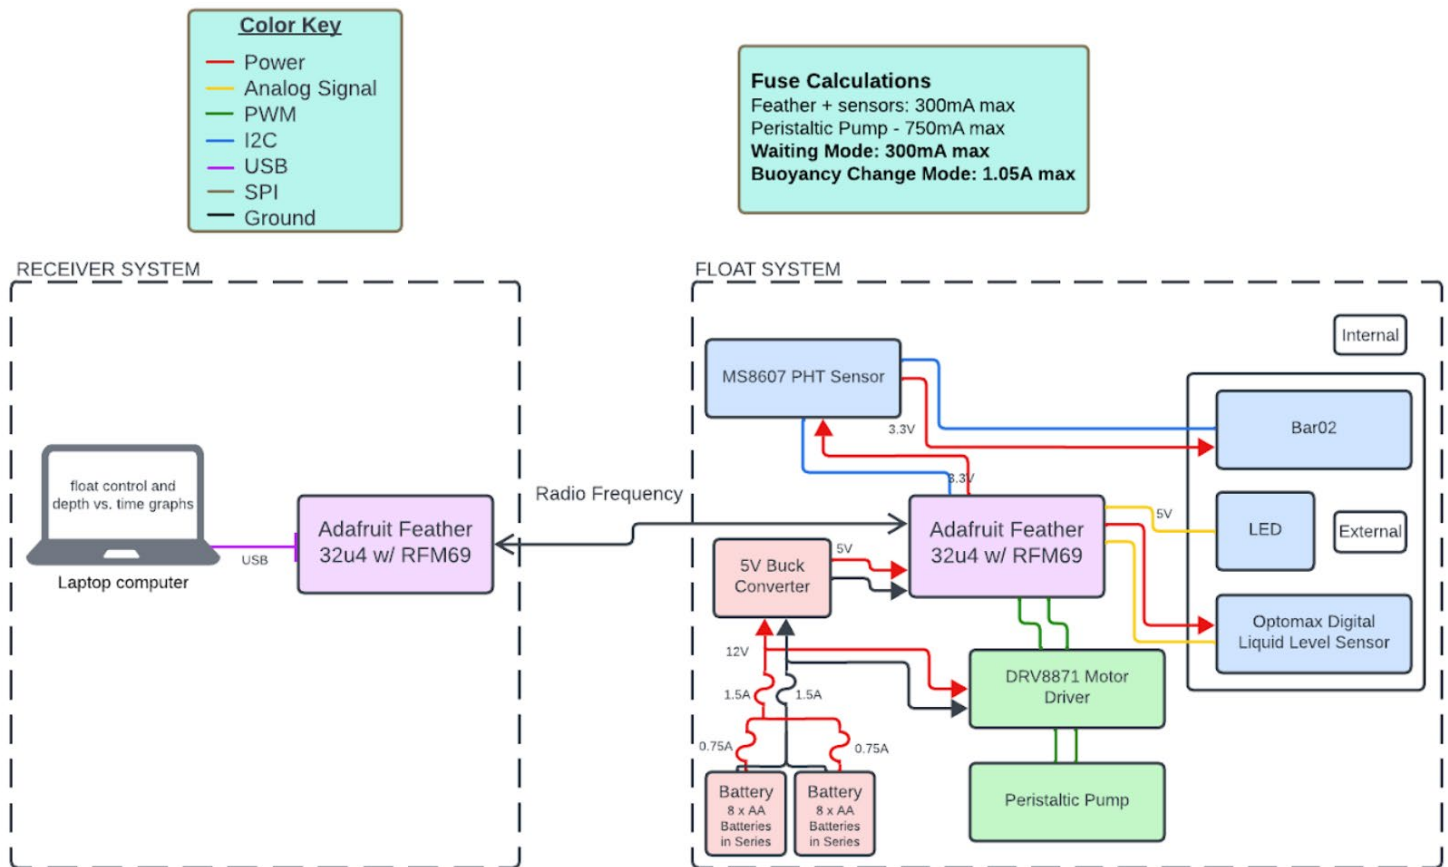 Color Key
Power
Analog Signal
PWM
I2C
USB
SPI
Ground
Fuse Calculations
Feather + sensors: 300mA max
Peristaltic Pump - 750mA max
Waiting Mode: 300mA max
Buoyancy Change Mode: 1.05A max
RECEIVER SYSTEM
float control and
depth vs. time graphs
Laptop computer
USB
Adafruit Feather
32u4 w/ RFM69
Radio Frequency
FLOAT SYSTEM
Internal
MS8607 PHT Sensor
3.3V
3.3V
Bar02
Adafruit Feather
32u4 w/ RFM69
5V
LED
External
5V Buck
Converter
5V
Optomax Digital
Liquid Level Sensor
12V
1.5A
1.5A
DRV8871 Motor
Driver
0.75A
0.75A
Battery
8 x AA
Batteries
in Series
Battery
8 x AA
Batteries
in Series
Peristaltic Pump